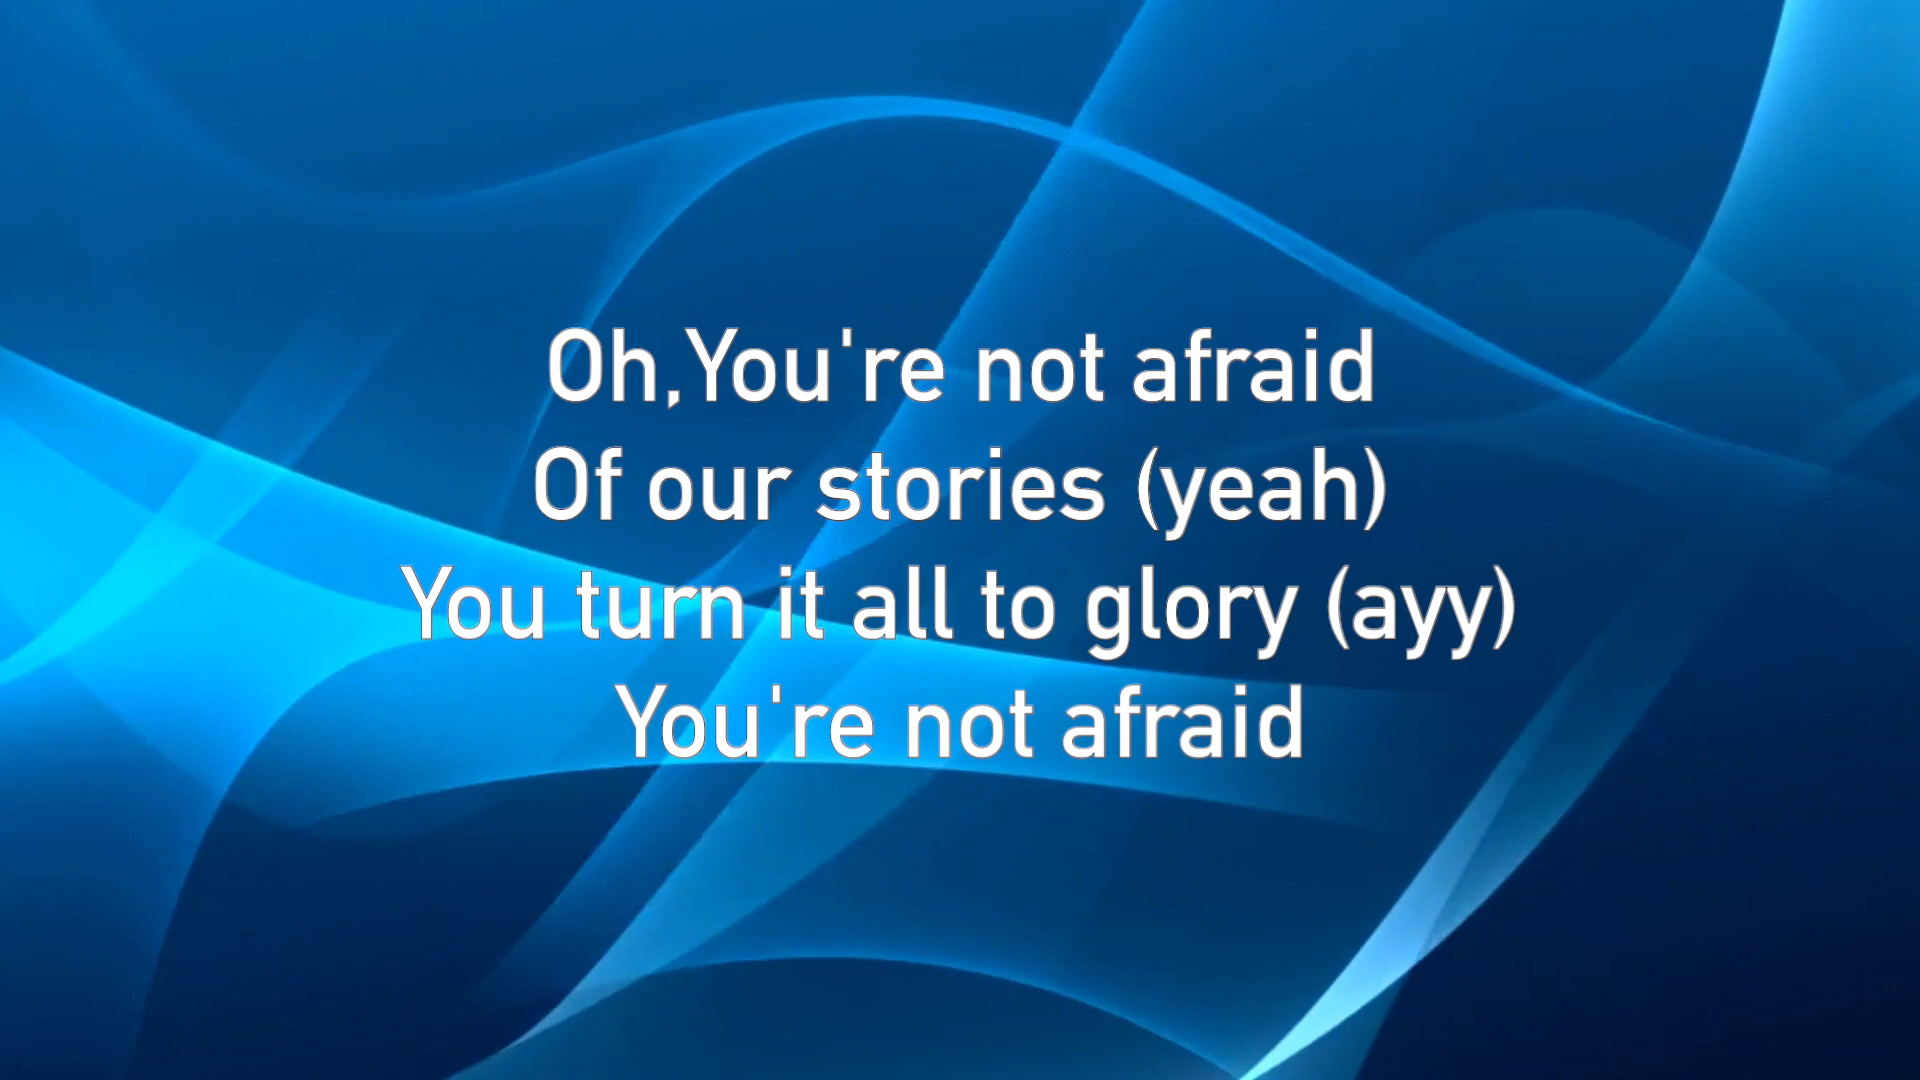 Oh,You're not afraid
Of our stories (yeah)
You turn it all to glory (ayy)
You're not afraid